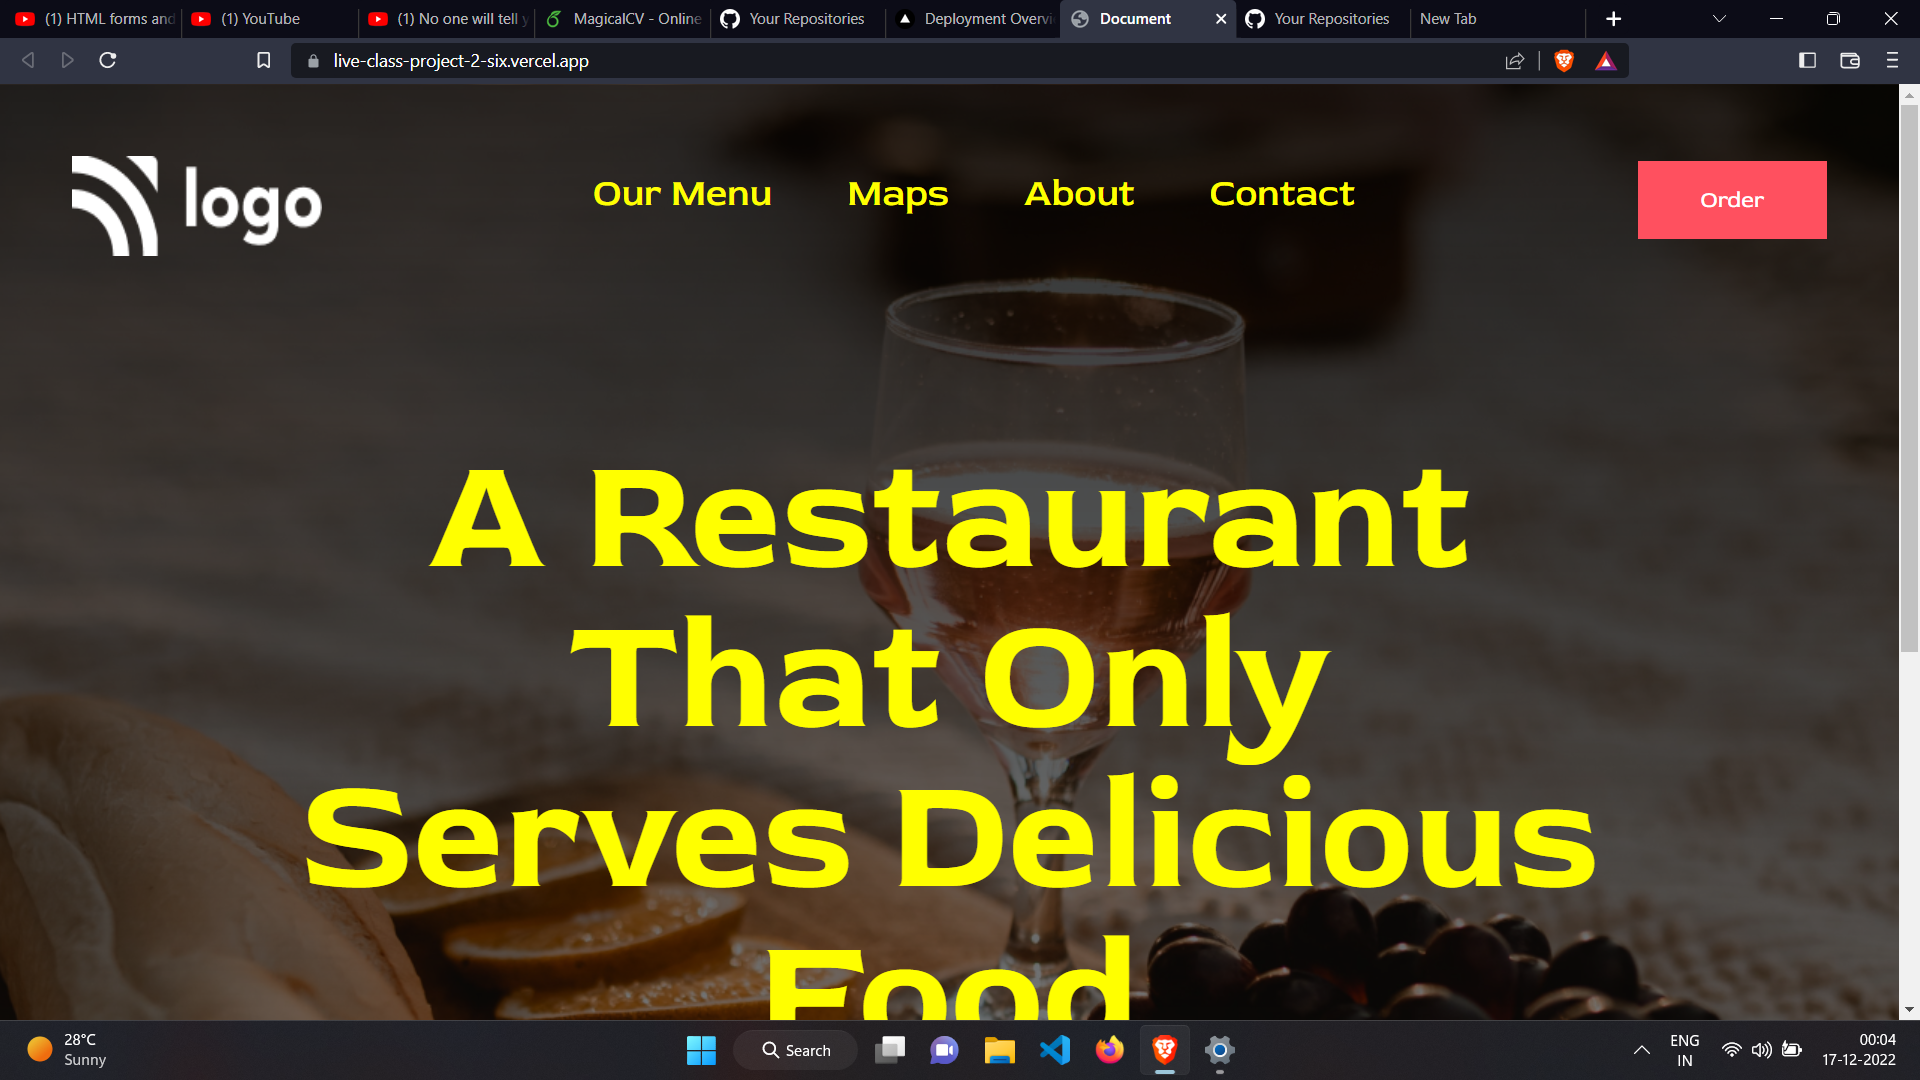 (1) HTML forms and
(1) YouTube
(1) No one will tell y
MagicalCV - Online
Your Repositories
Deployment Overvi
Document
Your Repositories
New Tab
live-class-project-2-six.vercel.app
logo
Our Menu
Maps
About
Contact
Order
A Restaurant
That Only
Serves Delicious
Food
28°C
Sunny
Search
ENG
IN
00:04
17-12-2022